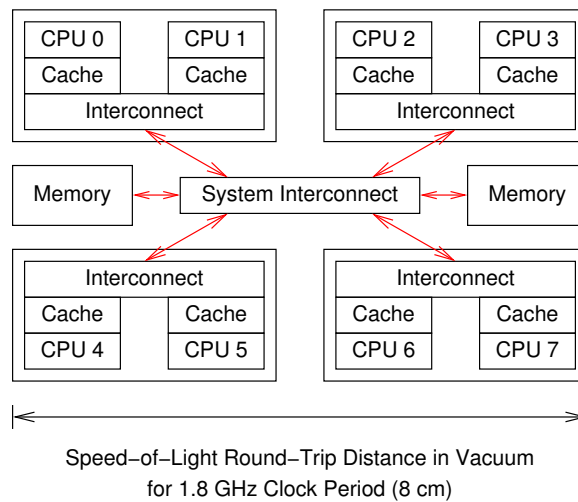 CPU 0 CPU 1 CPU 2 CPU 3
Cache Cache Cache Cache
Interconnect Interconnect
Memory System Interconnect Memory
Interconnect Interconnect
Cache Cache Cache Cache
CPU 4 CPU 5 CPU 6 CPU 7
Speed−of−Light Round−Trip Distance in Vacuum
for 1.8 GHz Clock Period (8 cm)